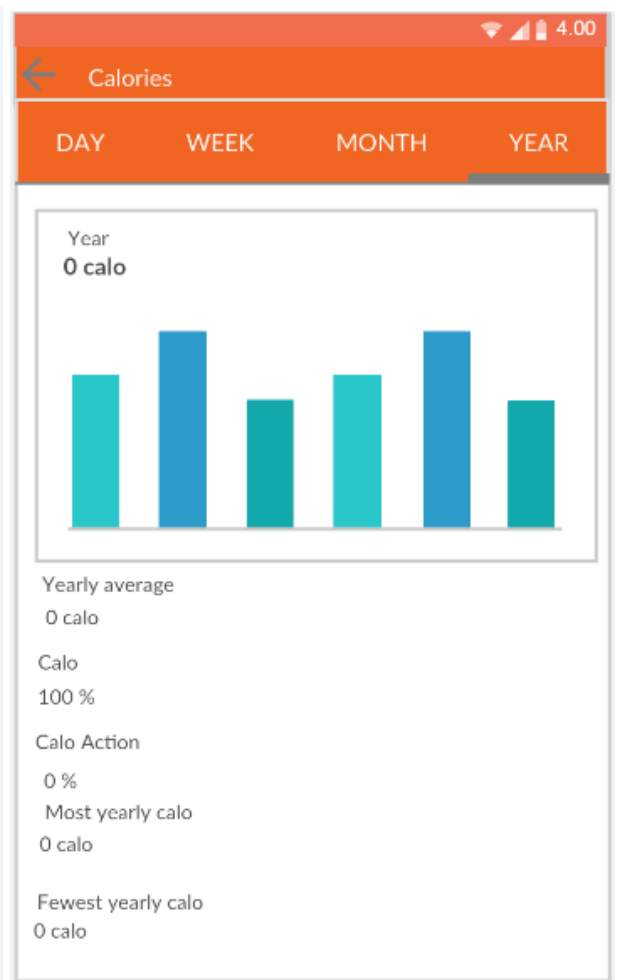 4.00
Calories
DAY WEEK MONTH YEAR
Year
0 calo
Yearly average
0 calo
Calo
100 %
Calo Action
0 %
Most yearly calo
0 calo
Fewest yearly calo
0 calo